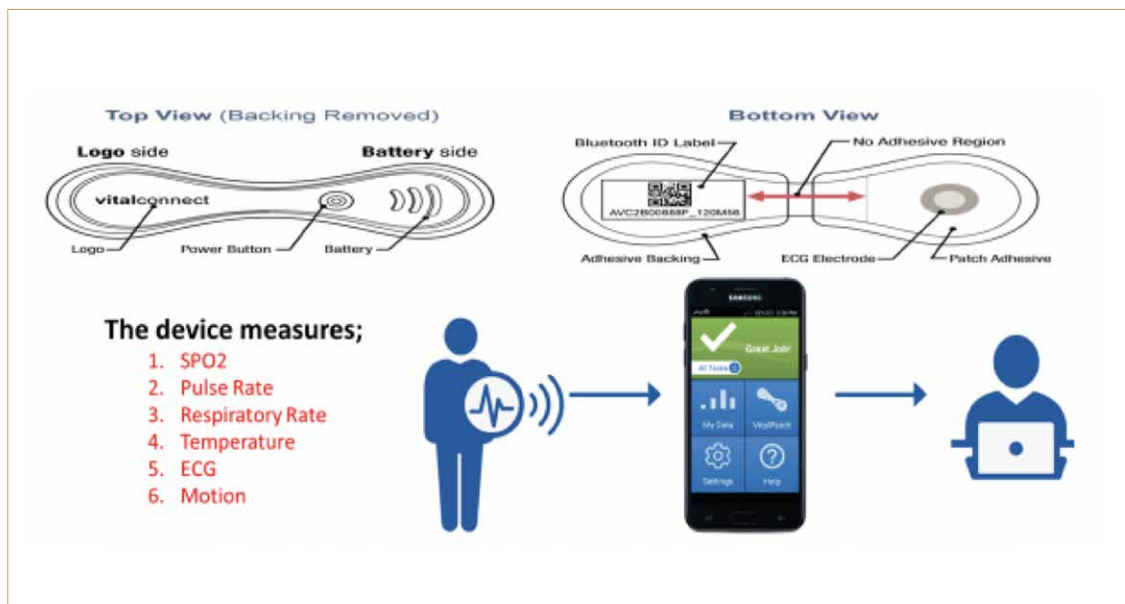 Top View (Backing Removed)
Bottom View
Logo side
Battery side
vitalconnect
Logo
Power Button
Battery
Bluetooth ID Label
No Adhesive Region
Adhesive Backing
ECG Electrode
Patch Adhesive
The device measures;
1. SPO2
2. Pulse Rate
3. Respiratory Rate
4. Temperature
5. ECG
6. Motion
SAMSUNG
Great Job!
All Tasks
My Data
VitalPatch
Settings
Help